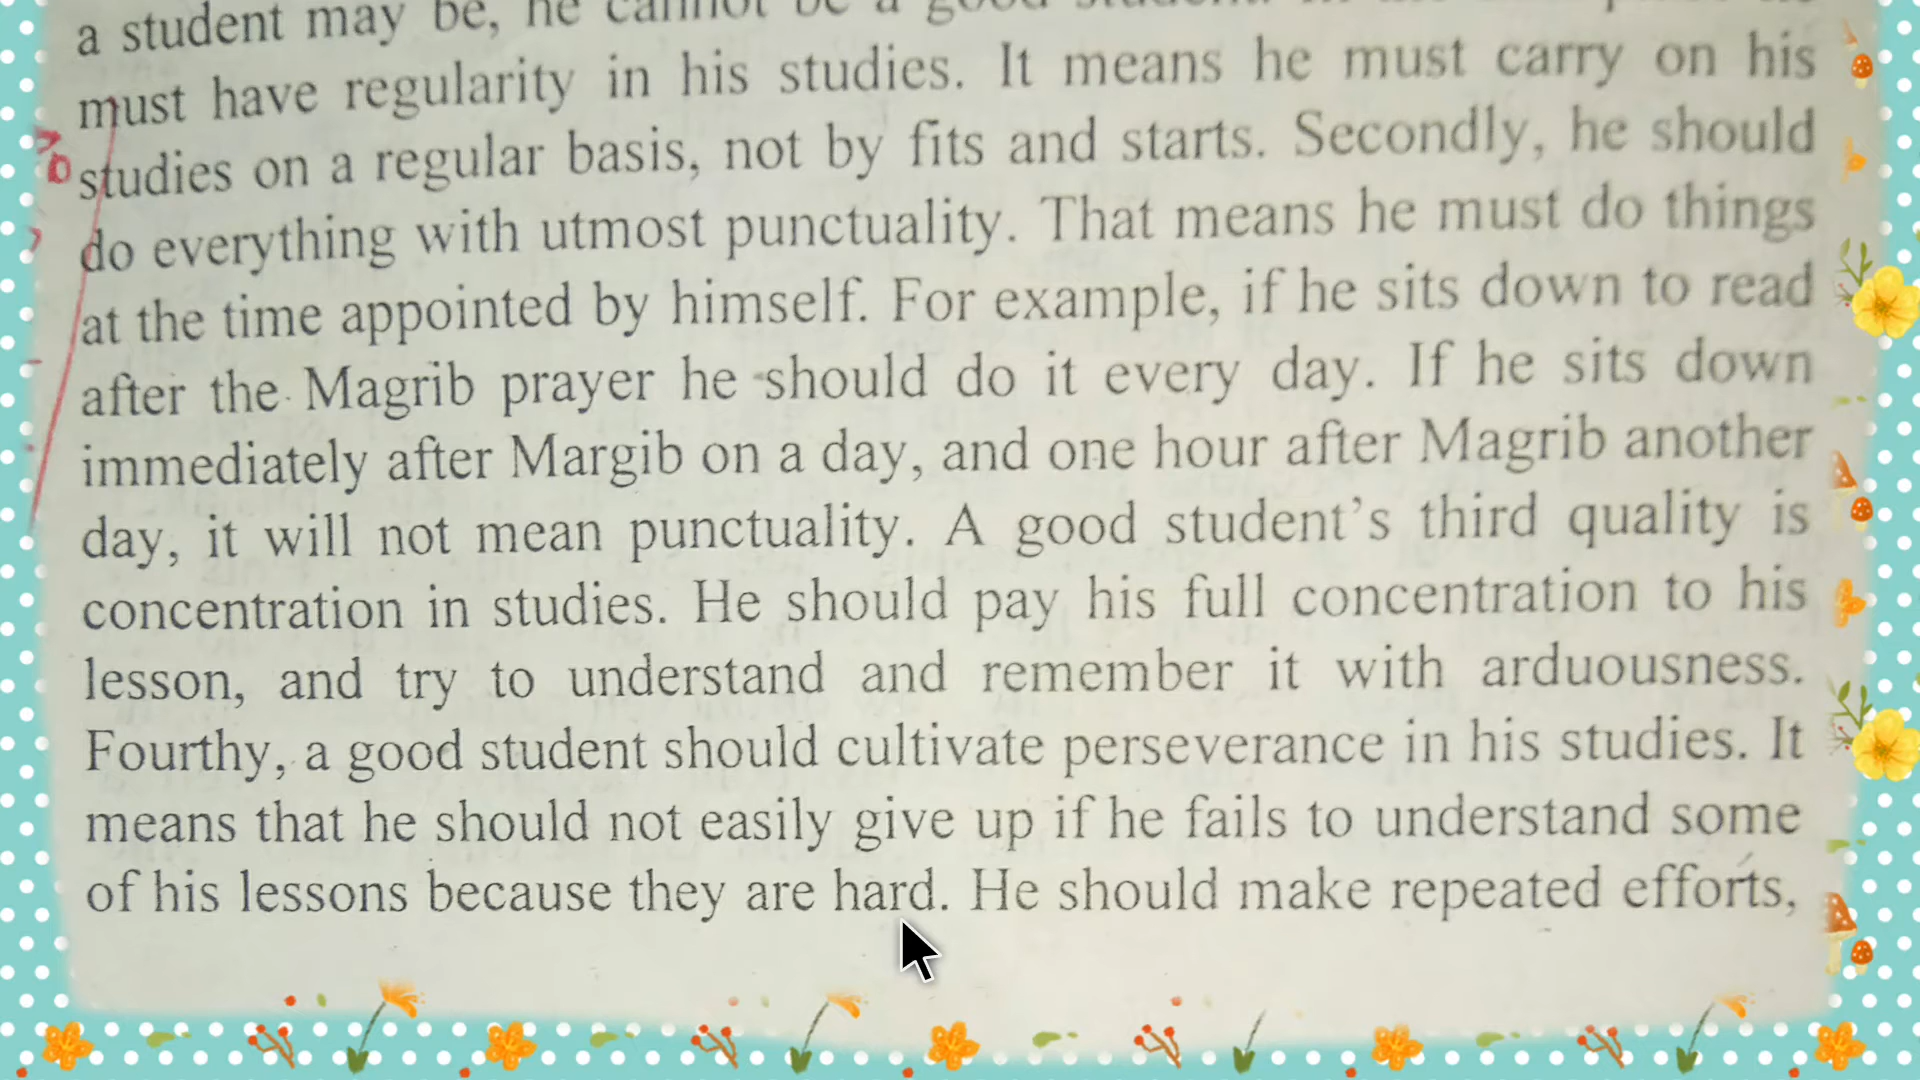 a student may be, he cannot be a good student.
must have regularity in his studies. It means he must carry on his
studies on a regular basis, not by fits and starts. Secondly, he should
do everything with utmost punctuality. That means he must do things
at the time appointed by himself. For example, if he sits down to read
after the Magrib prayer he should do it every day. If he sits down
immediately after Margib on a day, and one hour after Magrib another
day, it will not mean punctuality. A good student's third quality is
concentration in studies. He should pay his full concentration to his
lesson, and try to understand and remember it with arduousness.
Fourthy, a good student should cultivate perseverance in his studies. It
means that he should not easily give up if he fails to understand some
of his lessons because they are hard. He should make repeated efforts,